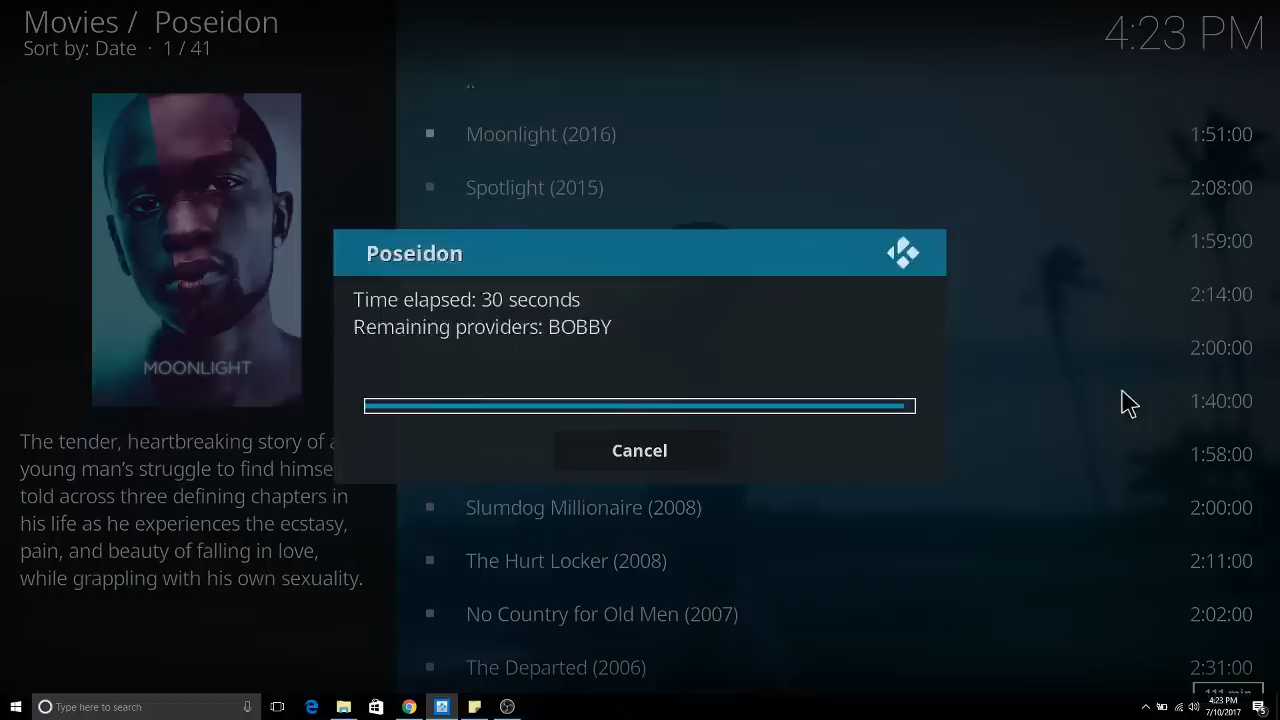 Movies / Poseidon
Sort by: Date · 1 / 41
4:23 PM
..
Moonlight (2016) 1:51:00
Spotlight (2015) 2:08:00
1:59:00
2:14:00
2:00:00
1:40:00
1:58:00
Slumdog Millionaire (2008) 2:00:00
The Hurt Locker (2008) 2:11:00
No Country for Old Men (2007) 2:02:00
The Departed (2006) 2:31:00
MOONLIGHT
The tender, heartbreaking story of a
young man's struggle to find himse
told across three defining chapters in
his life as he experiences the ecstasy,
pain, and beauty of falling in love,
while grappling with his own sexuality.
Poseidon
Time elapsed: 30 seconds
Remaining providers: BOBBY
Cancel
Type here to search
4:23 PM
7/10/2017